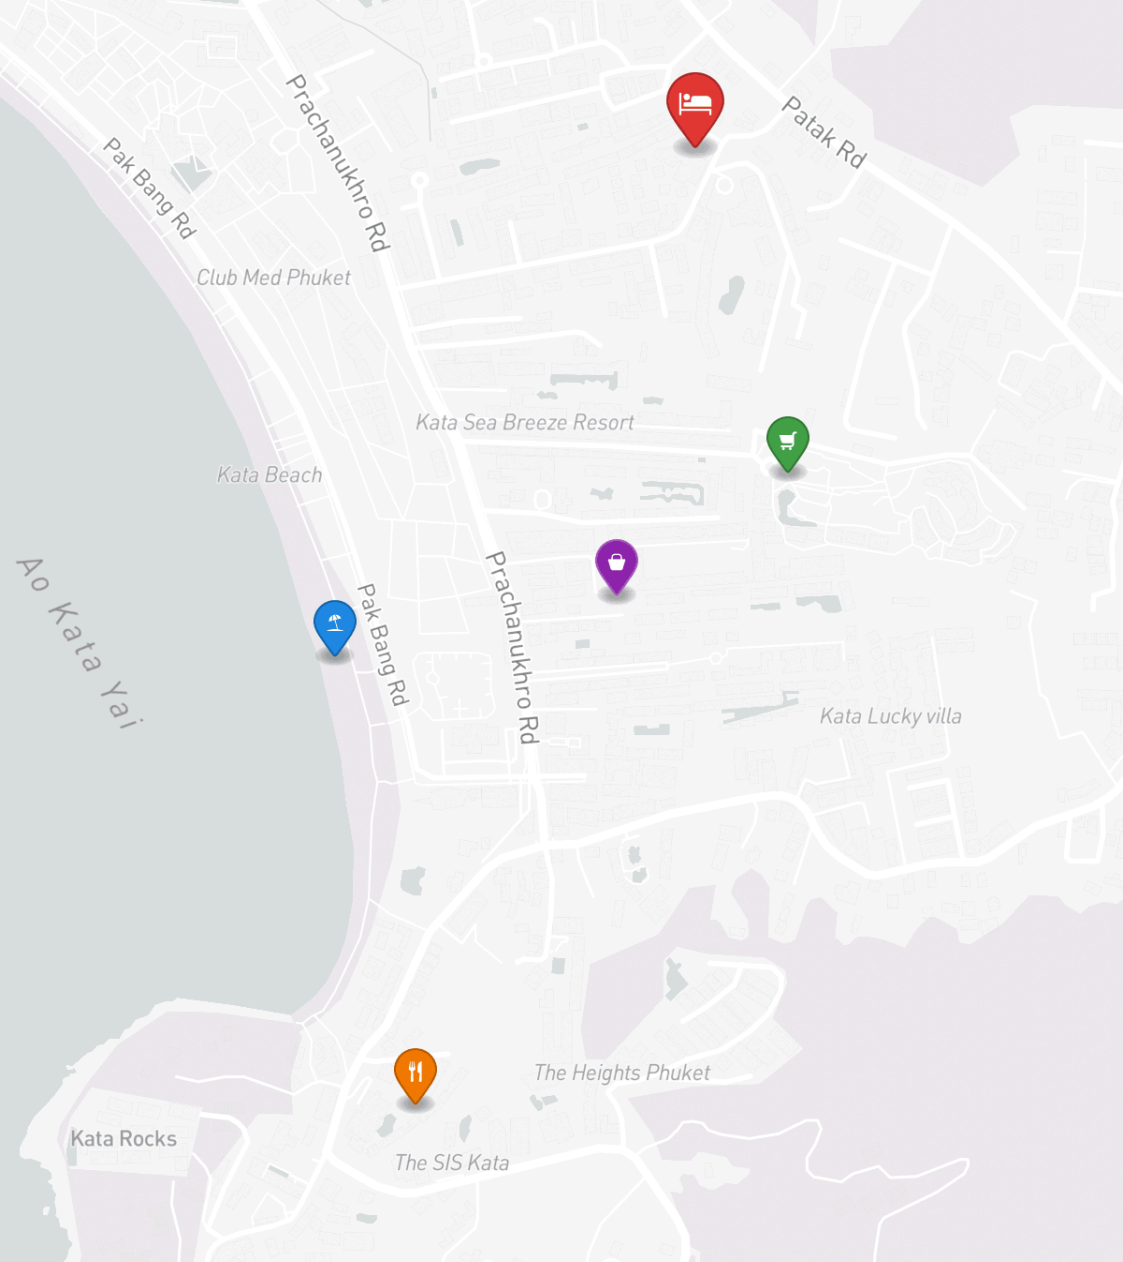 Prachanukhro Rd
Patak Rd
Pak Bang Rd
Club Med Phuket
Kata Sea Breeze Resort
Kata Beach
Ao Kata Yai
Prachanukhro Rd
Pak Bang Rd
Kata Lucky villa
The Heights Phuket
Kata Rocks
The SIS Kata